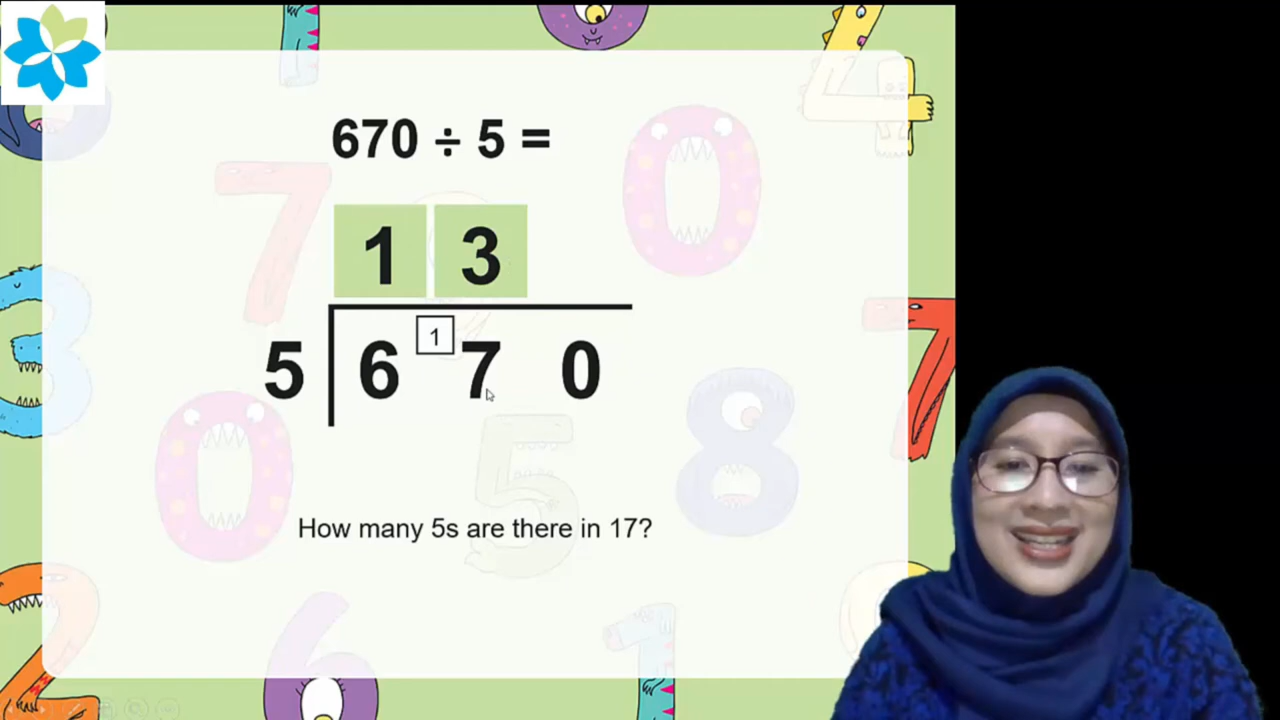 670 ÷ 5 =
1 3
1
5 6 7 0
How many 5s are there in 17?